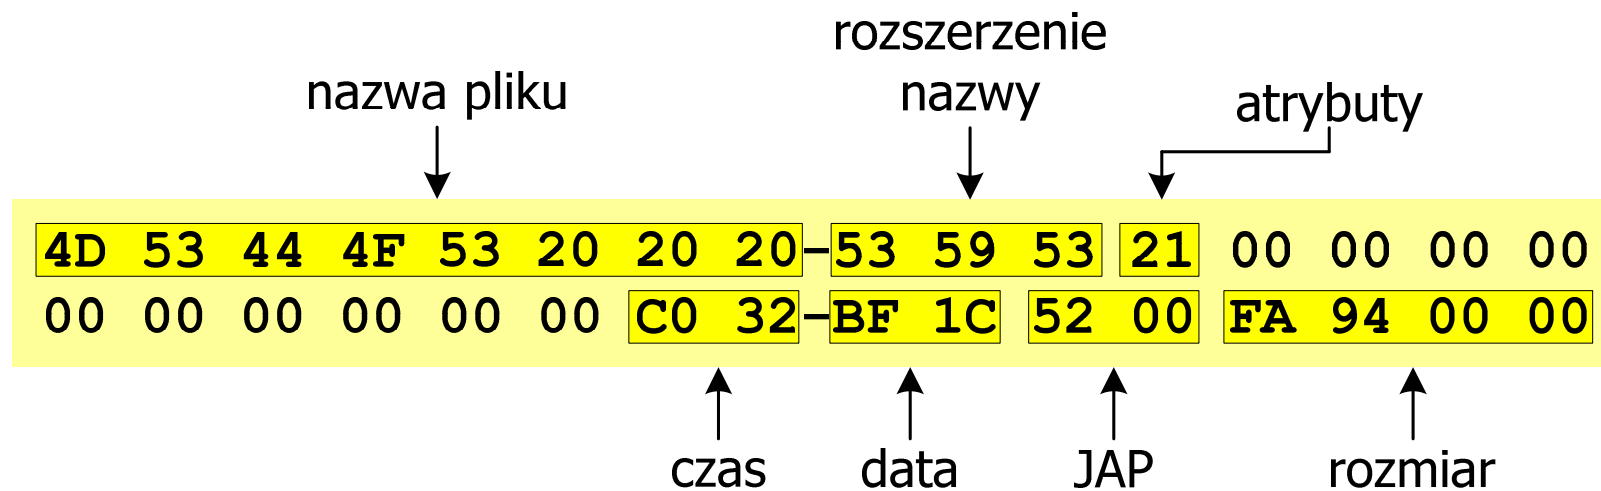 rozszerzenie
nazwa pliku nazwy atrybuty
4D 53 44 4F 53 20 20 20-53 59 53 21 00 00 00 00
00 00 00 00 00 00 C0 32-BF 1C 52 00 FA 94 00 00
czas data JAP rozmiar